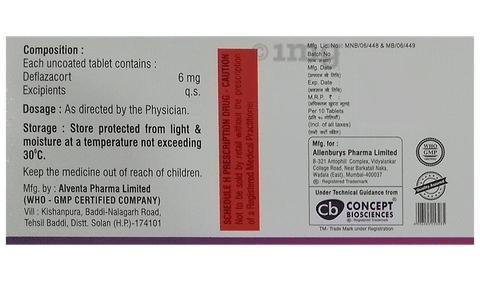 Composition :
Each uncoated tablet contains :
Deflazacort 6 mg
Excipients q.s.
Dosage : As directed by the Physician.
Storage : Store protected from light &
moisture at a temperature not exceeding
30°C.
Keep the medicine out of reach of children.
Mfg. by : Alventa Pharma Limited
(WHO - GMP CERTIFIED COMPANY)
Vill : Kishanpura, Baddi-Nalagarh Road,
Tehsil Baddi, Distt. Solan (H.P.)-174101
SCHEDULE H PRESCRIPTION DRUG - CAUTION
Not to be sold by retail without the prescription
of a Registered Medical Practitioner.
1mg
Mfg. Lic. No.: MNB/06/448 & MB/06/449
Batch No
Mfg. Date
Exp. Date
M.R.P. ₹ :
Per 10 Tablets
(Incl. of all taxes)
Mfg. for :
Allenburys Pharma Limited
B-321 Antophill Complex, Vidyalankar
College Road, Near Barkatali Naka,
Wadala (East), Mumbai-400037
® Registered Trademark
WHO
GMP
Under Technical Guidance from
cb CONCEPT
BIOSCIENCES
® Registered Trademark
TM- Trade Mark under Registration